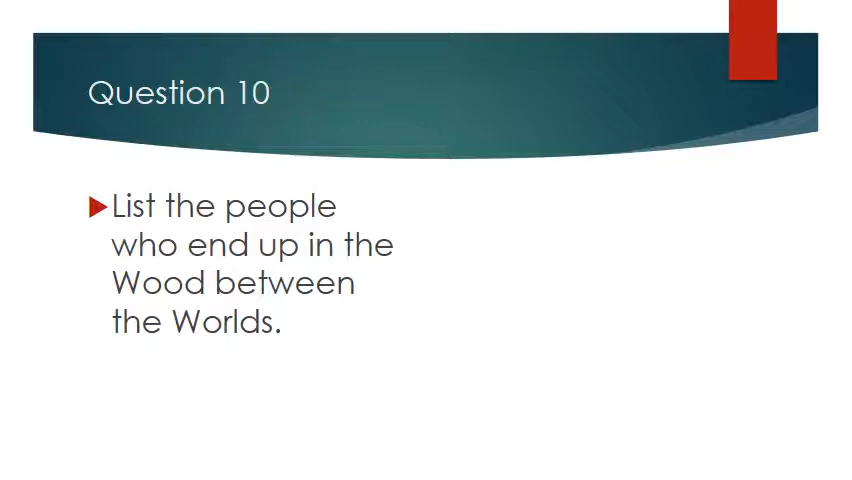 Question 10
List the people
who end up in the
Wood between
the Worlds.